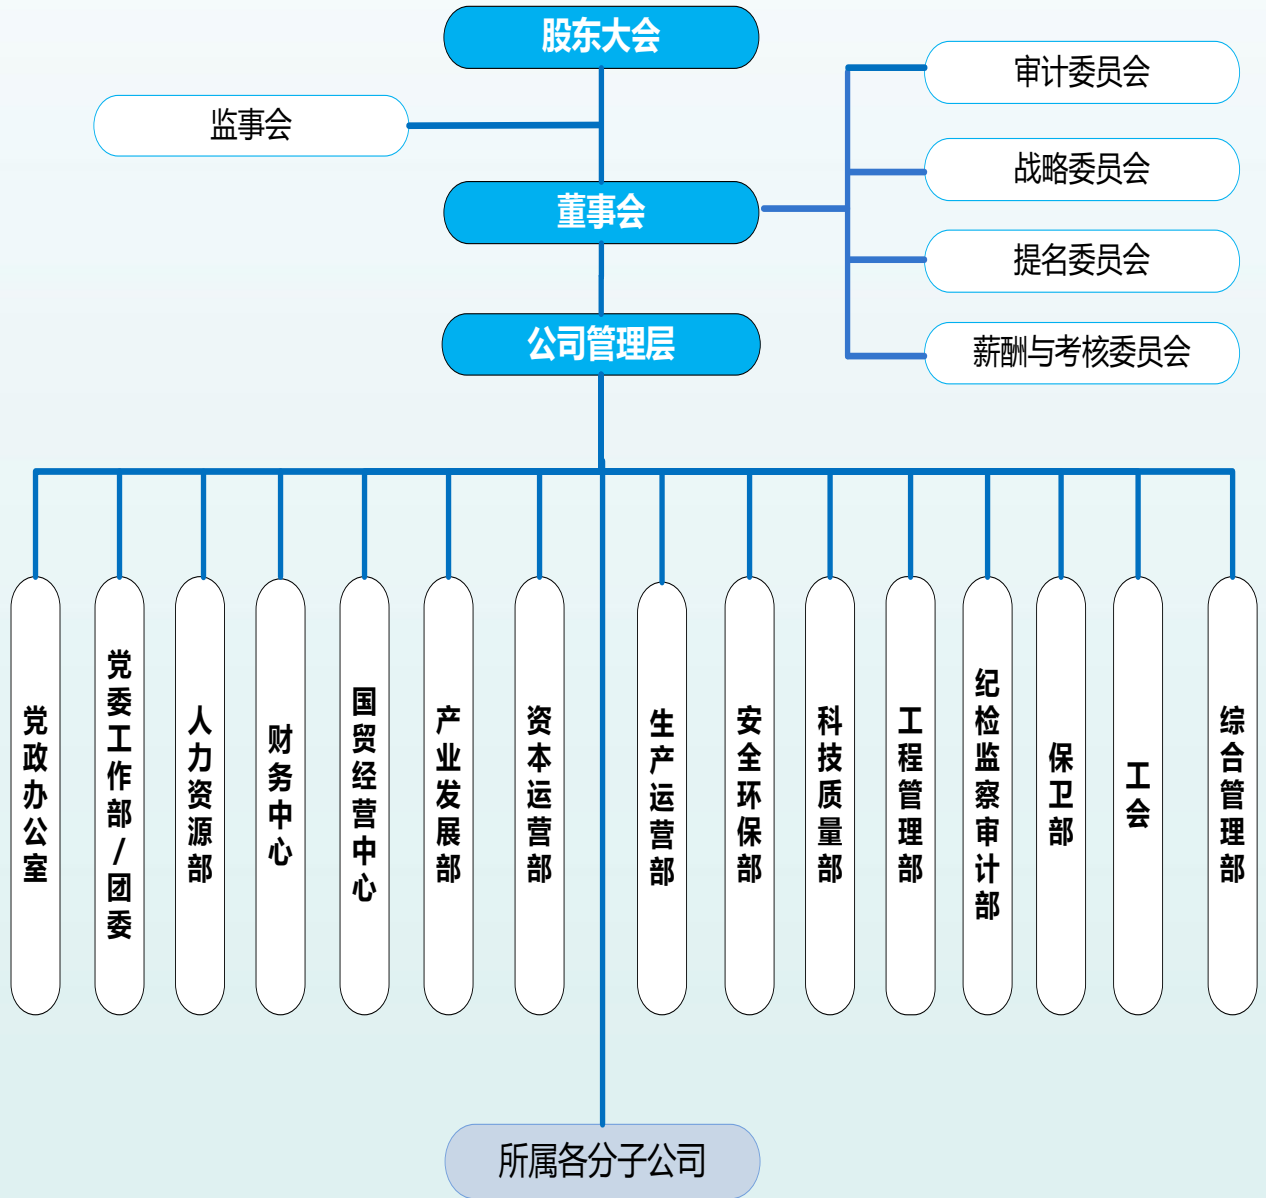 股东大会
审计委员会
监事会
战略委员会
董事会
提名委员会
公司管理层
薪酬与考核委员会
党政办公室
党委工作部/团委
人力资源部
财务中心
国贸经营中心
产业发展部
资本运营部
生产运营部
安全环保部
科技质量部
工程管理部
纪检监察审计部
保卫部
工会
综合管理部
所属各分子公司